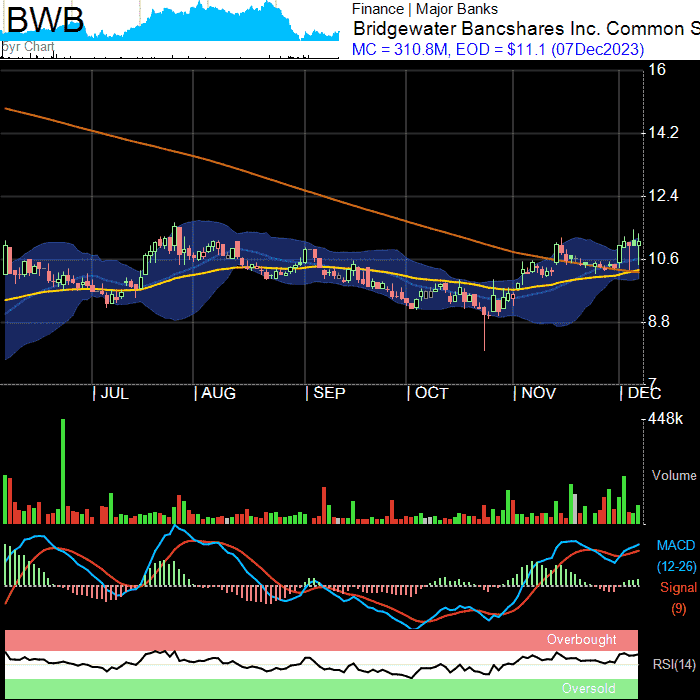 BWB
Finance | Major Banks
Bridgewater Bancshares Inc. Common S
MC = 310.8M, EOD = $11.1 (07Dec2023)
5yr Chart
16
14.2
12.4
10.6
8.8
7
| JUL | AUG | SEP | OCT | NOV | DEC
448k
Volume
MACD
(12-26)
Signal
(9)
Overbought
RSI(14)
Oversold